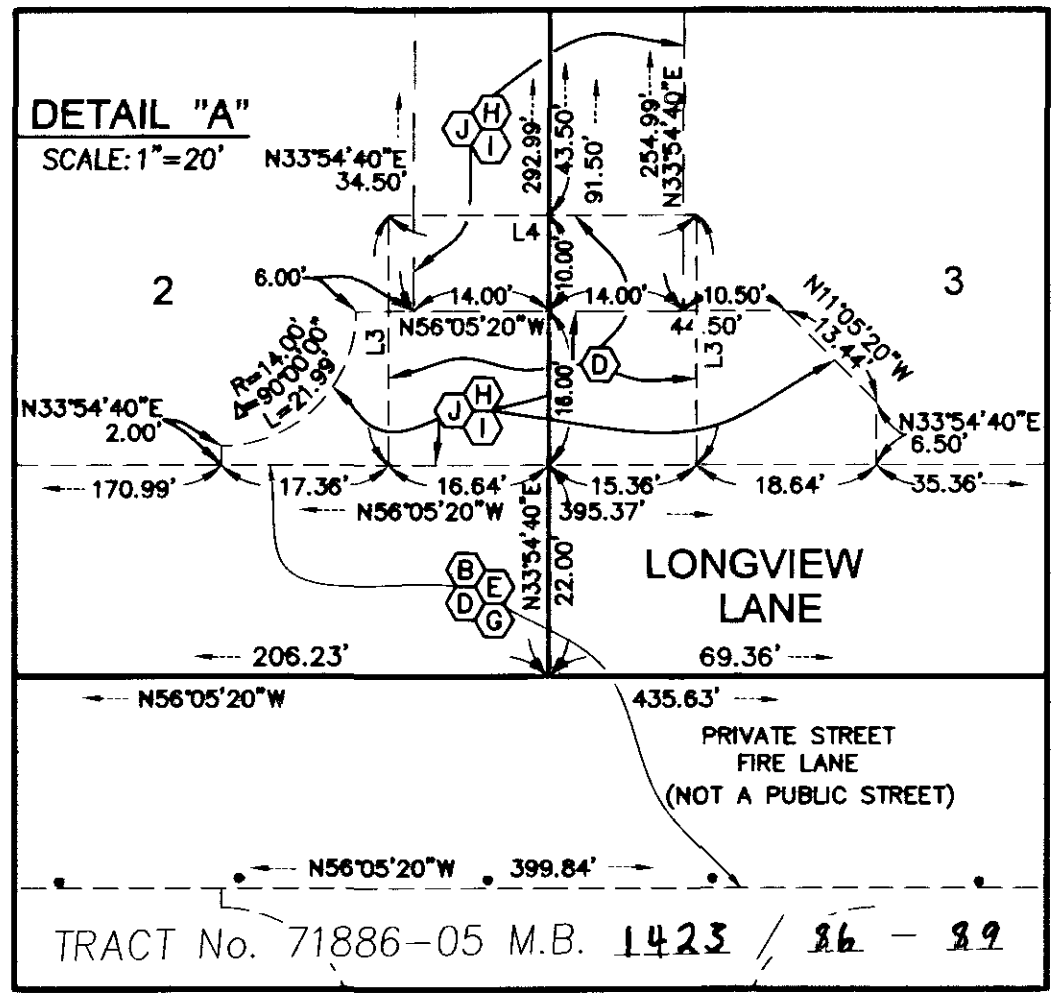 DETAIL "A"
SCALE: 1"=20'
N33°54'40"E
34.50'
H
J
I
292.99'
43.50'
91.50'
254.99'
N33°54'40"E
L4
2
3
6.00'
10.00'
14.00'
14.00'
10.50'
N56°05'20"W
44.50'
N11°05'20"W
13.44'
L3
L3
D
R=14.00'
Δ=90°00'00"
L=21.99'
16.00'
H
J
I
N33°54'40"E
2.00'
N33°54'40"E
6.50'
170.99'
17.36'
16.64'
15.36'
18.64'
35.36'
N56°05'20"W
395.37'
N33°54'40"E
22.00'
LONGVIEW
LANE
B
E
D
G
206.23'
69.36'
N56°05'20"W
435.63'
PRIVATE STREET
FIRE LANE
(NOT A PUBLIC STREET)
N56°05'20"W
399.84'
TRACT No. 71886-05 M.B. 1423 / 86 - 89